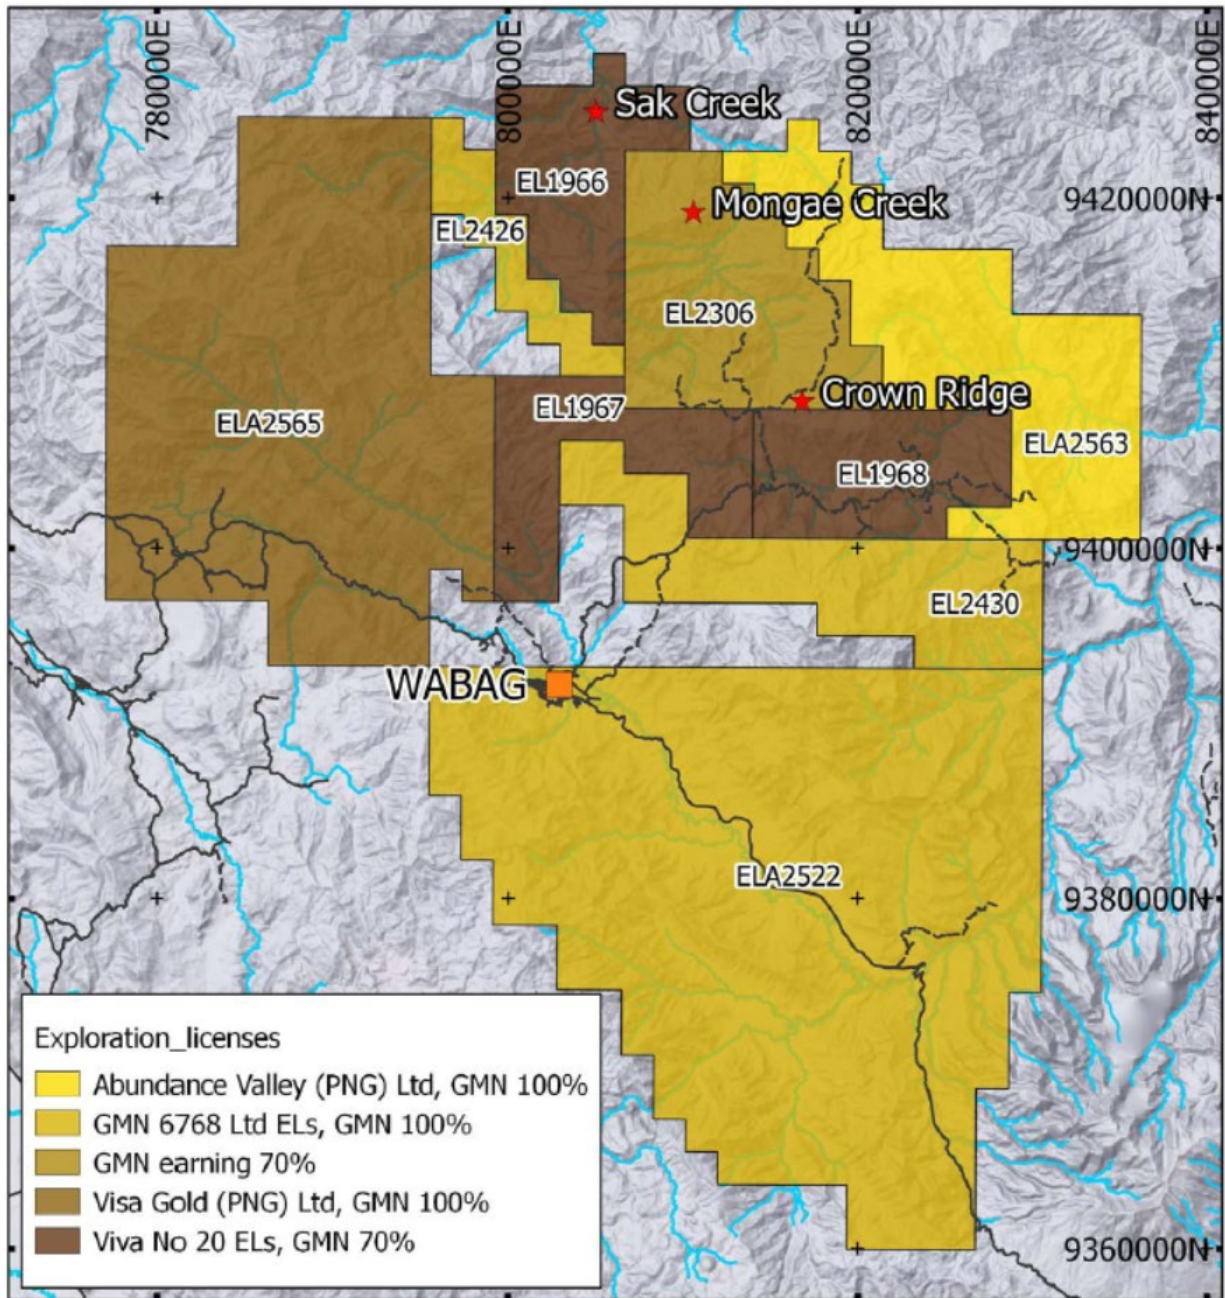 780000E
800000E
820000E
840000E
Sak Creek
EL1966
9420000N
Mongae Creek
EL2426
EL2306
Crown Ridge
EL1967
ELA2565
ELA2563
EL1968
9400000N
EL2430
WABAG
ELA2522
9380000N
Exploration_licenses
Abundance Valley (PNG) Ltd, GMN 100%
GMN 6768 Ltd ELs, GMN 100%
GMN earning 70%
Visa Gold (PNG) Ltd, GMN 100%
Viva No 20 ELs, GMN 70%
9360000N